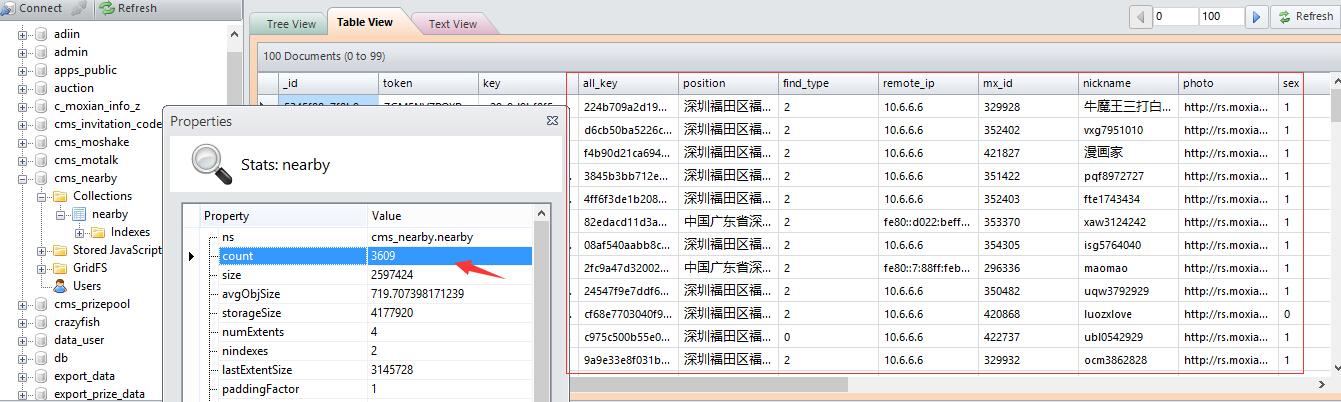 Connect Refresh
adiin
admin
apps_public
auction
c_moxian_info_z
cms_invitation_code
cms_moshake
cms_motalk
cms_nearby
Collections
nearby
Indexes
Stored JavaScript
GridFS
Users
cms_prizepool
crazyfish
data_user
db
export_data
export_prize_data
Tree View Table View Text View
0 100 Refresh
100 Documents (0 to 99)
_id token key all_key position find_type remote_ip mx_id nickname photo sex
224b709a2d19... 深圳福田区福... 2 10.6.6.6 329928 牛魔王三打白... http://rs.moxia... 1
d6cb50ba5226c... 深圳福田区福... 2 10.6.6.6 352402 vxg7951010 http://rs.moxia... 1
f4b90d21ca694... 深圳福田区福... 2 10.6.6.6 421827 漫画家 http://rs.moxia... 1
3845b3bb712e... 深圳福田区福... 2 10.6.6.6 351422 pqf8972727 http://rs.moxia... 1
4ff6f3de1b208... 深圳福田区福... 2 10.6.6.6 352403 fte1743434 http://rs.moxia... 1
82edacd11d3a... 中国广东省深... 2 fe80::d022:beff... 353370 xaw3124242 http://rs.moxia... 1
08af540aabb8c... 深圳福田区福... 2 10.6.6.6 354305 isg5764040 http://rs.moxia... 1
2fc9a47d32002... 中国广东省深... 2 fe80::7:88ff:feb... 296336 maomao http://rs.moxia... 1
24547f9e7ddf6... 深圳福田区福... 2 10.6.6.6 350482 uqw3792929 http://rs.moxia... 1
cf68e7703040f9... 深圳福田区福... 2 10.6.6.6 420868 luozxlove http://rs.moxia... 0
c975c500b55e0... 深圳福田区福... 0 10.6.6.6 422737 ubl0542929 http://rs.moxia... 1
9a9e33e8f031b... 深圳福田区福... 2 10.6.6.6 329932 ocm3862828 http://rs.moxia... 1
Properties
Stats: nearby
Property Value
ns cms_nearby.nearby
count 3609
size 2597424
avgObjSize 719.707398171239
storageSize 4177920
numExtents 4
nindexes 2
lastExtentSize 3145728
paddingFactor 1